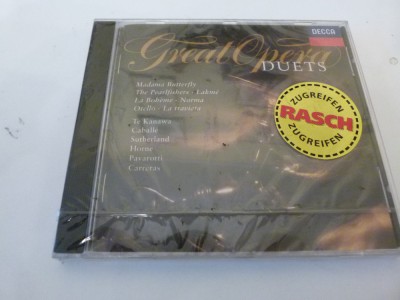 DECCA
Great Opera
DUETS
Madama Butterfly
The Pearlfishers · Lakmé
La Bohème · Norma
Otello · La traviata
Te Kanawa
Caballé
Sutherland
Horne
Pavarotti
Carreras
ZUGREIFEN
RASCH
ZUGREIFEN